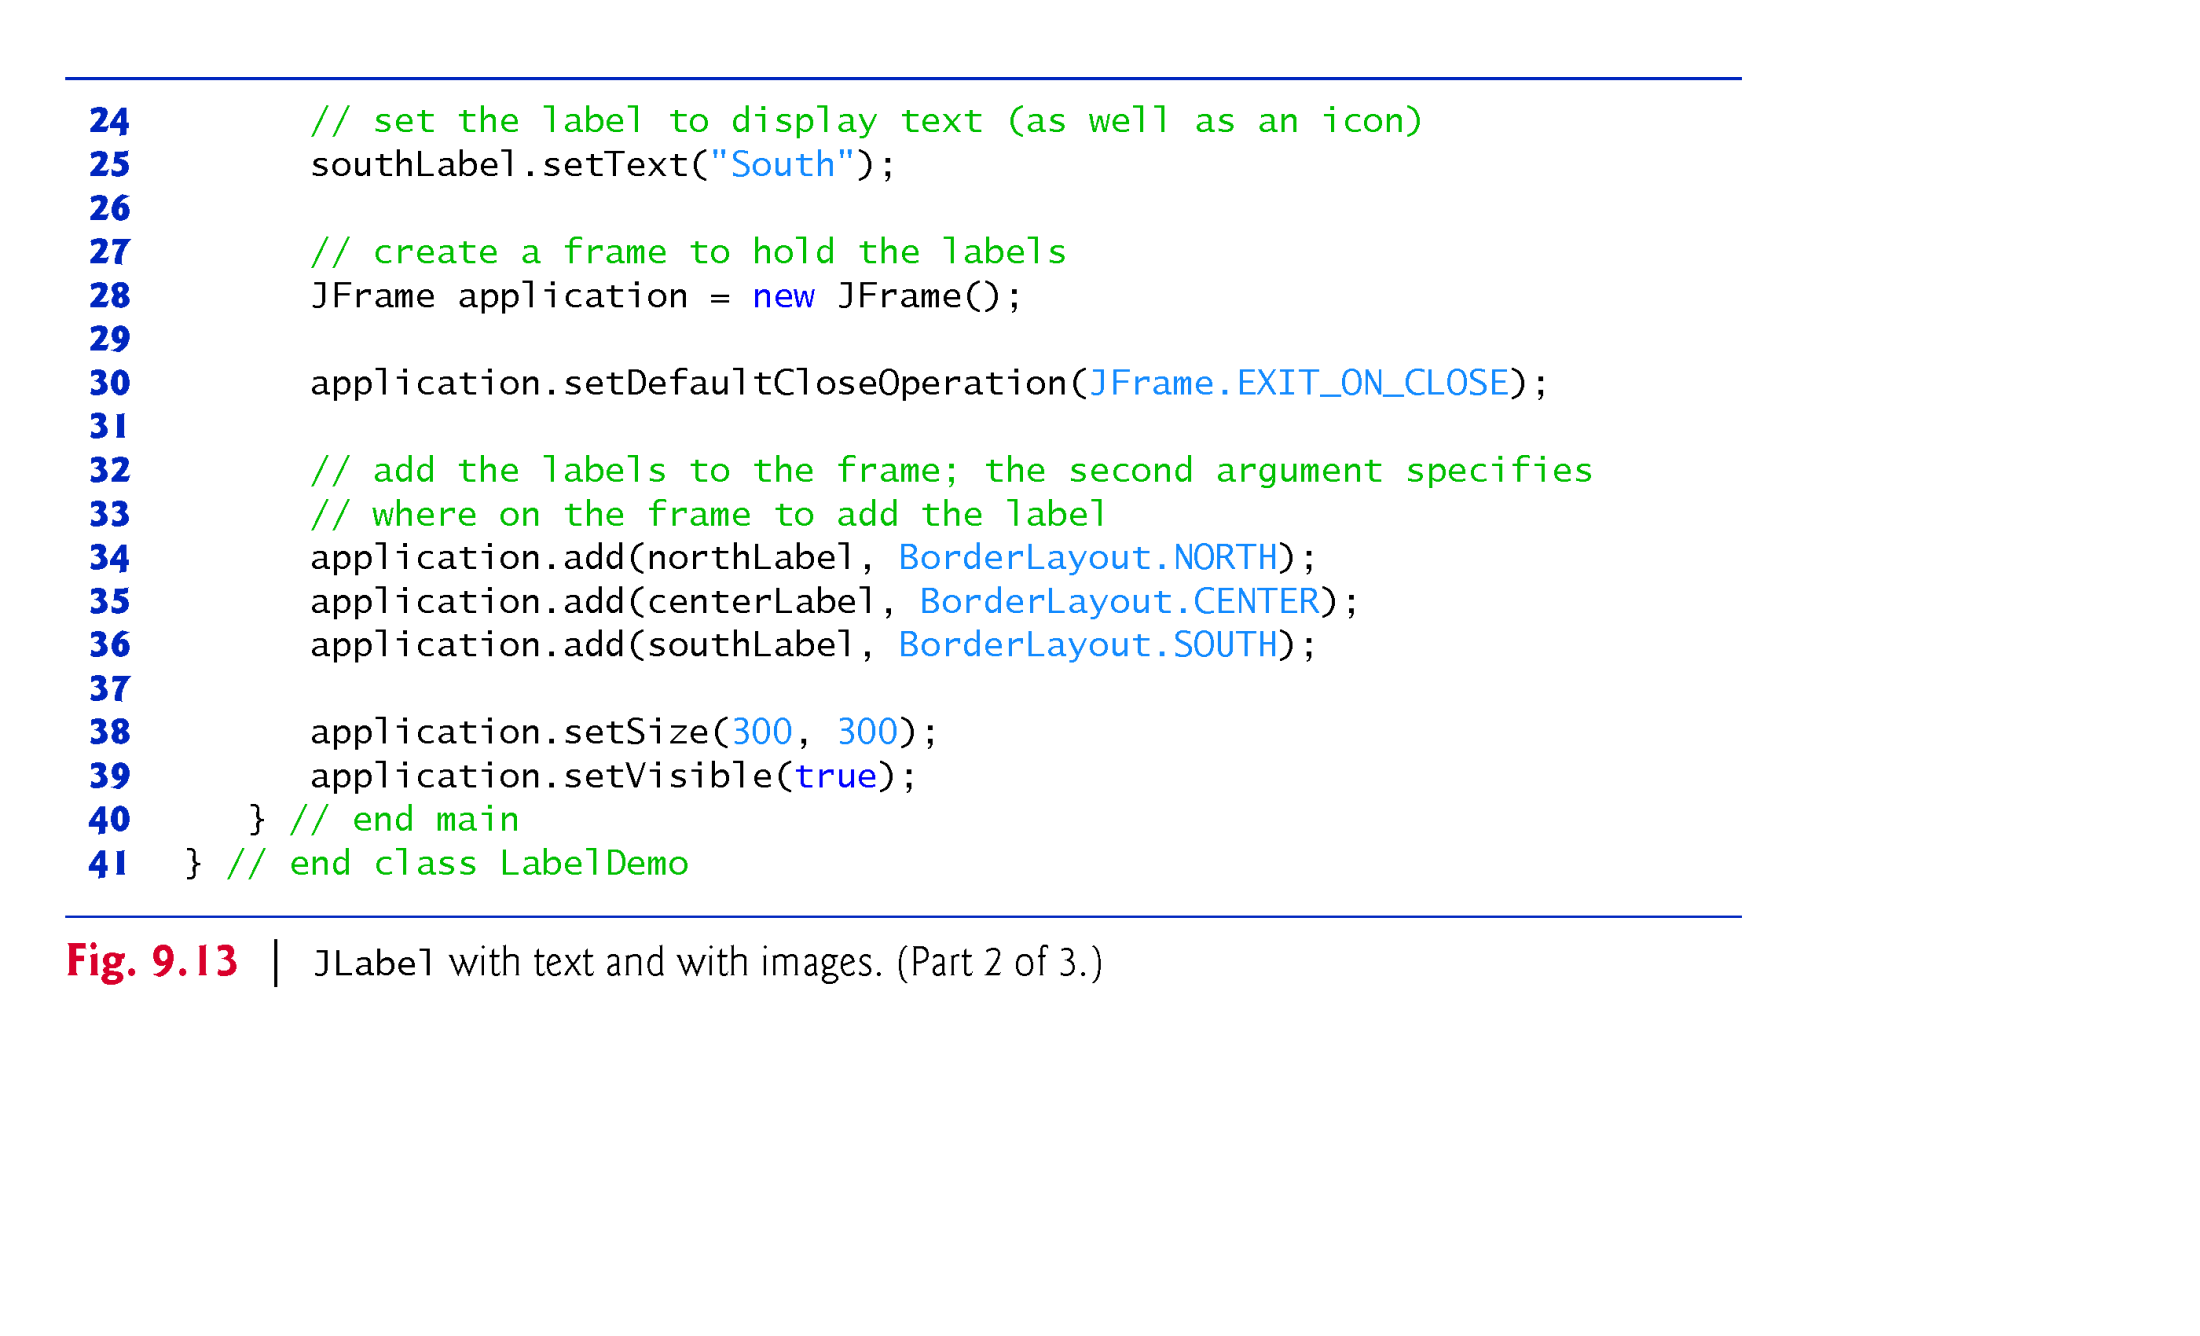 24 // set the label to display text (as well as an icon)
25 southLabel.setText("South");
26
27 // create a frame to hold the labels
28 JFrame application = new JFrame();
29
30 application.setDefaultCloseOperation(JFrame.EXIT_ON_CLOSE);
31
32 // add the labels to the frame; the second argument specifies
33 // where on the frame to add the label
34 application.add(northLabel, BorderLayout.NORTH);
35 application.add(centerLabel, BorderLayout.CENTER);
36 application.add(southLabel, BorderLayout.SOUTH);
37
38 application.setSize(300, 300);
39 application.setVisible(true);
40 } // end main
41 } // end class LabelDemo
Fig. 9.13 | JLabel with text and with images. (Part 2 of 3.)